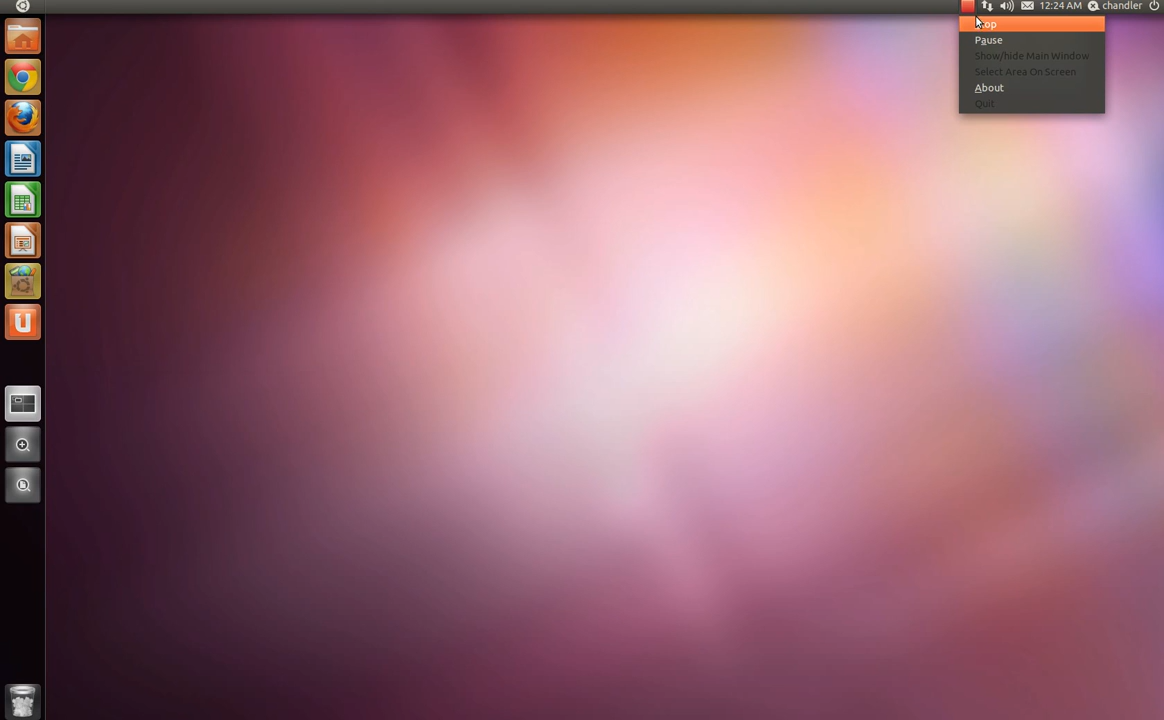 12:24 AM chandler
Pause
Show/hide Main Window
Select Area On Screen
About
Quit